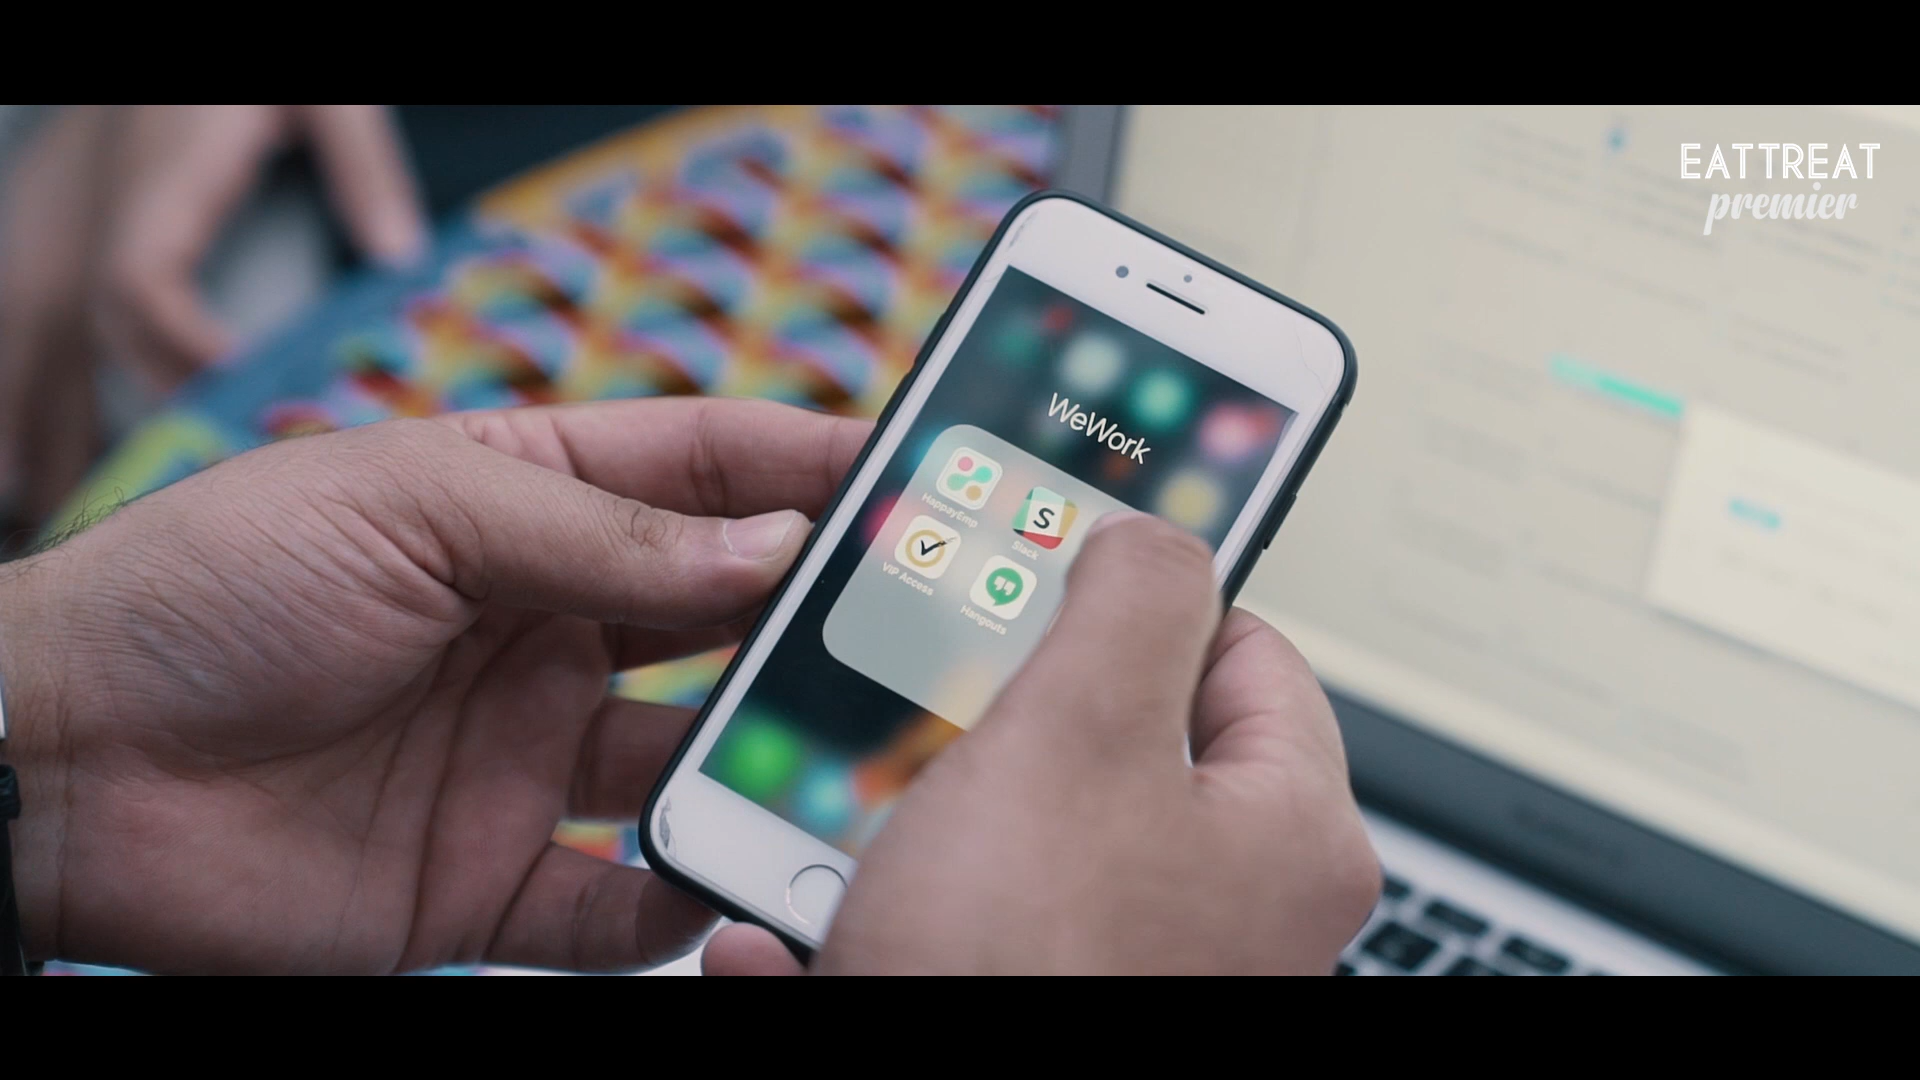 EATTREAT
premier
WeWork
HappayEmp
Slack
VIP Access
Hangouts